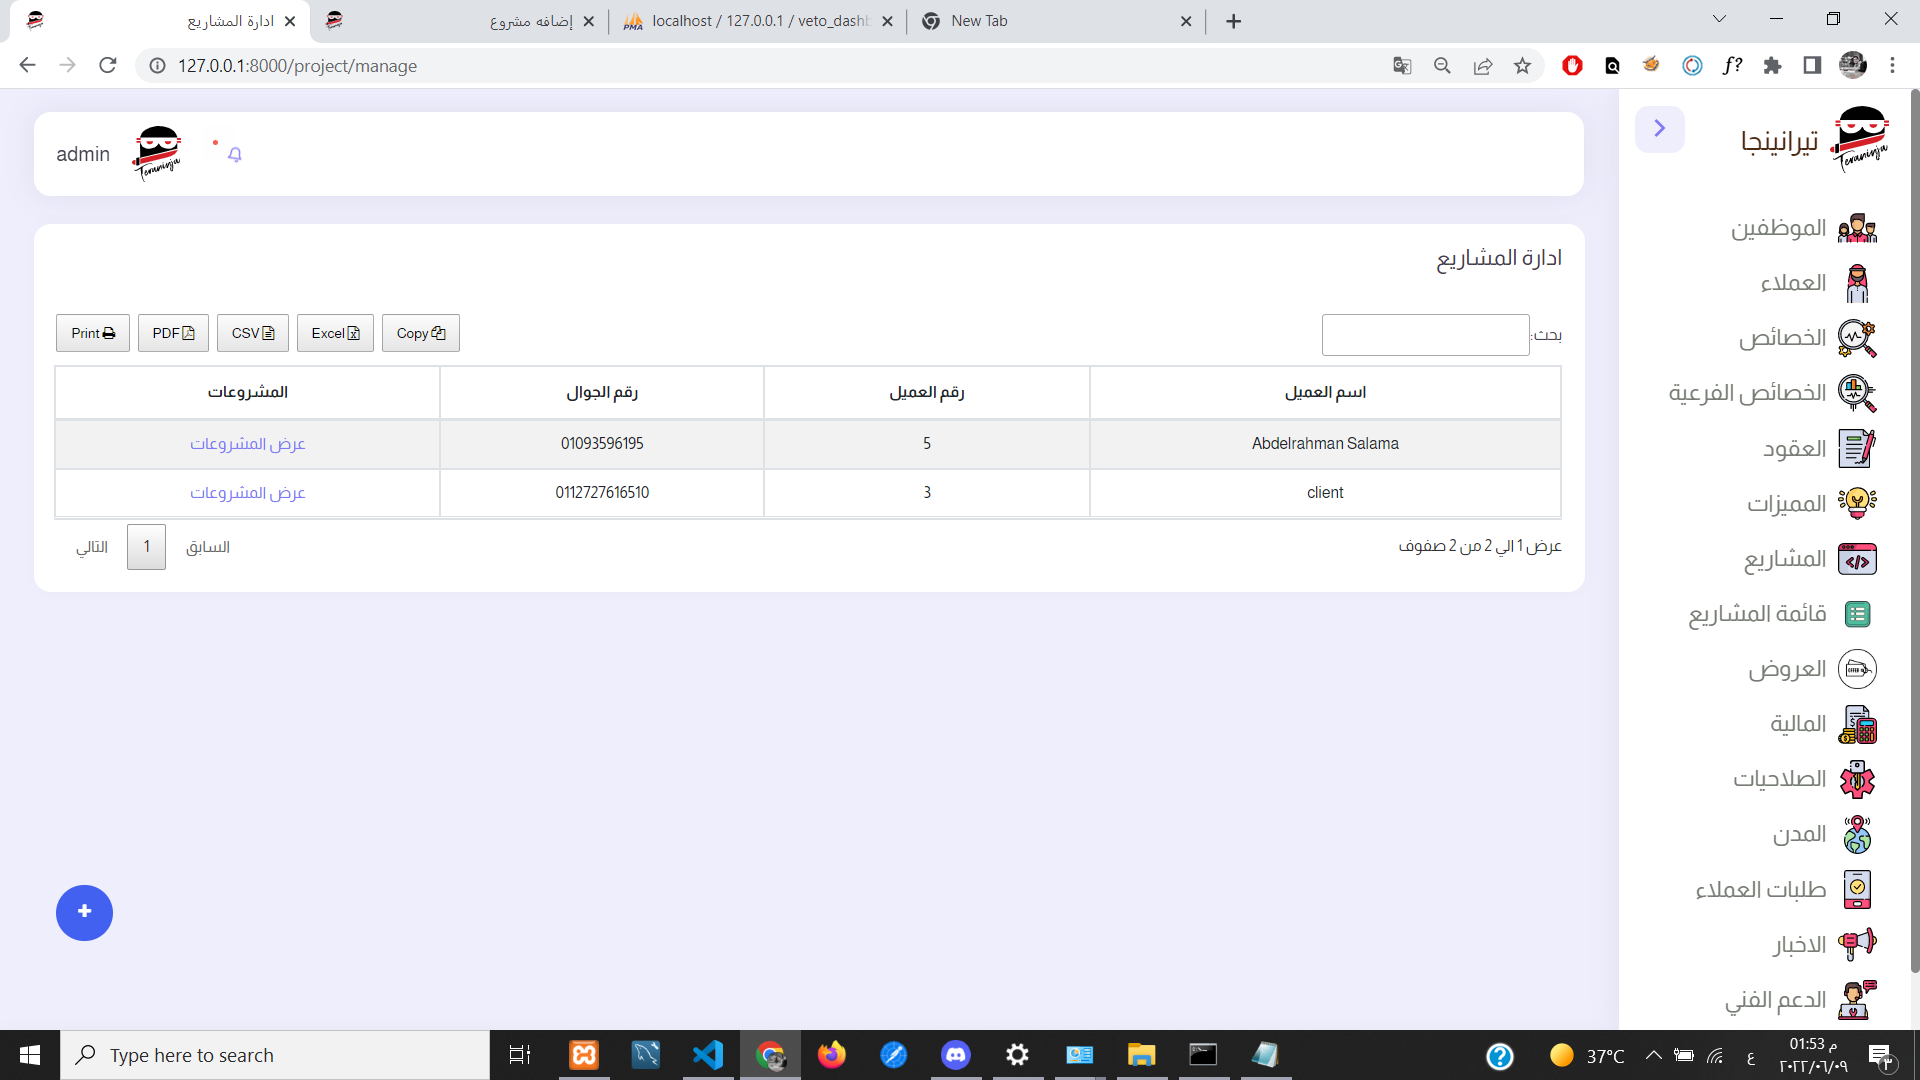 ادارة المشاريع
إضافه مشروع
localhost / 127.0.0.1 / veto_dashb
New Tab
127.0.0.1:8000/project/manage
admin
Teraninja
تيرانينجا
Teraninja
ادارة المشاريع
Print
PDF
CSV
Excel
Copy
بحث:
اسم العميل
رقم العميل
رقم الجوال
المشروعات
Abdelrahman Salama
5
01093596195
عرض المشروعات
client
3
0112727616510
عرض المشروعات
عرض 1 الي 2 من 2 صفوف
السابق
1
التالي
+
الموظفين
العملاء
الخصائص
الخصائص الفرعية
العقود
المميزات
المشاريع
قائمة المشاريع
العروض
المالية
الصلاحيات
المدن
طلبات العملاء
الاخبار
الدعم الفني
Type here to search
37°C
ع
01:53 م
٢٠٢٢/٠٦/٠٩
٣